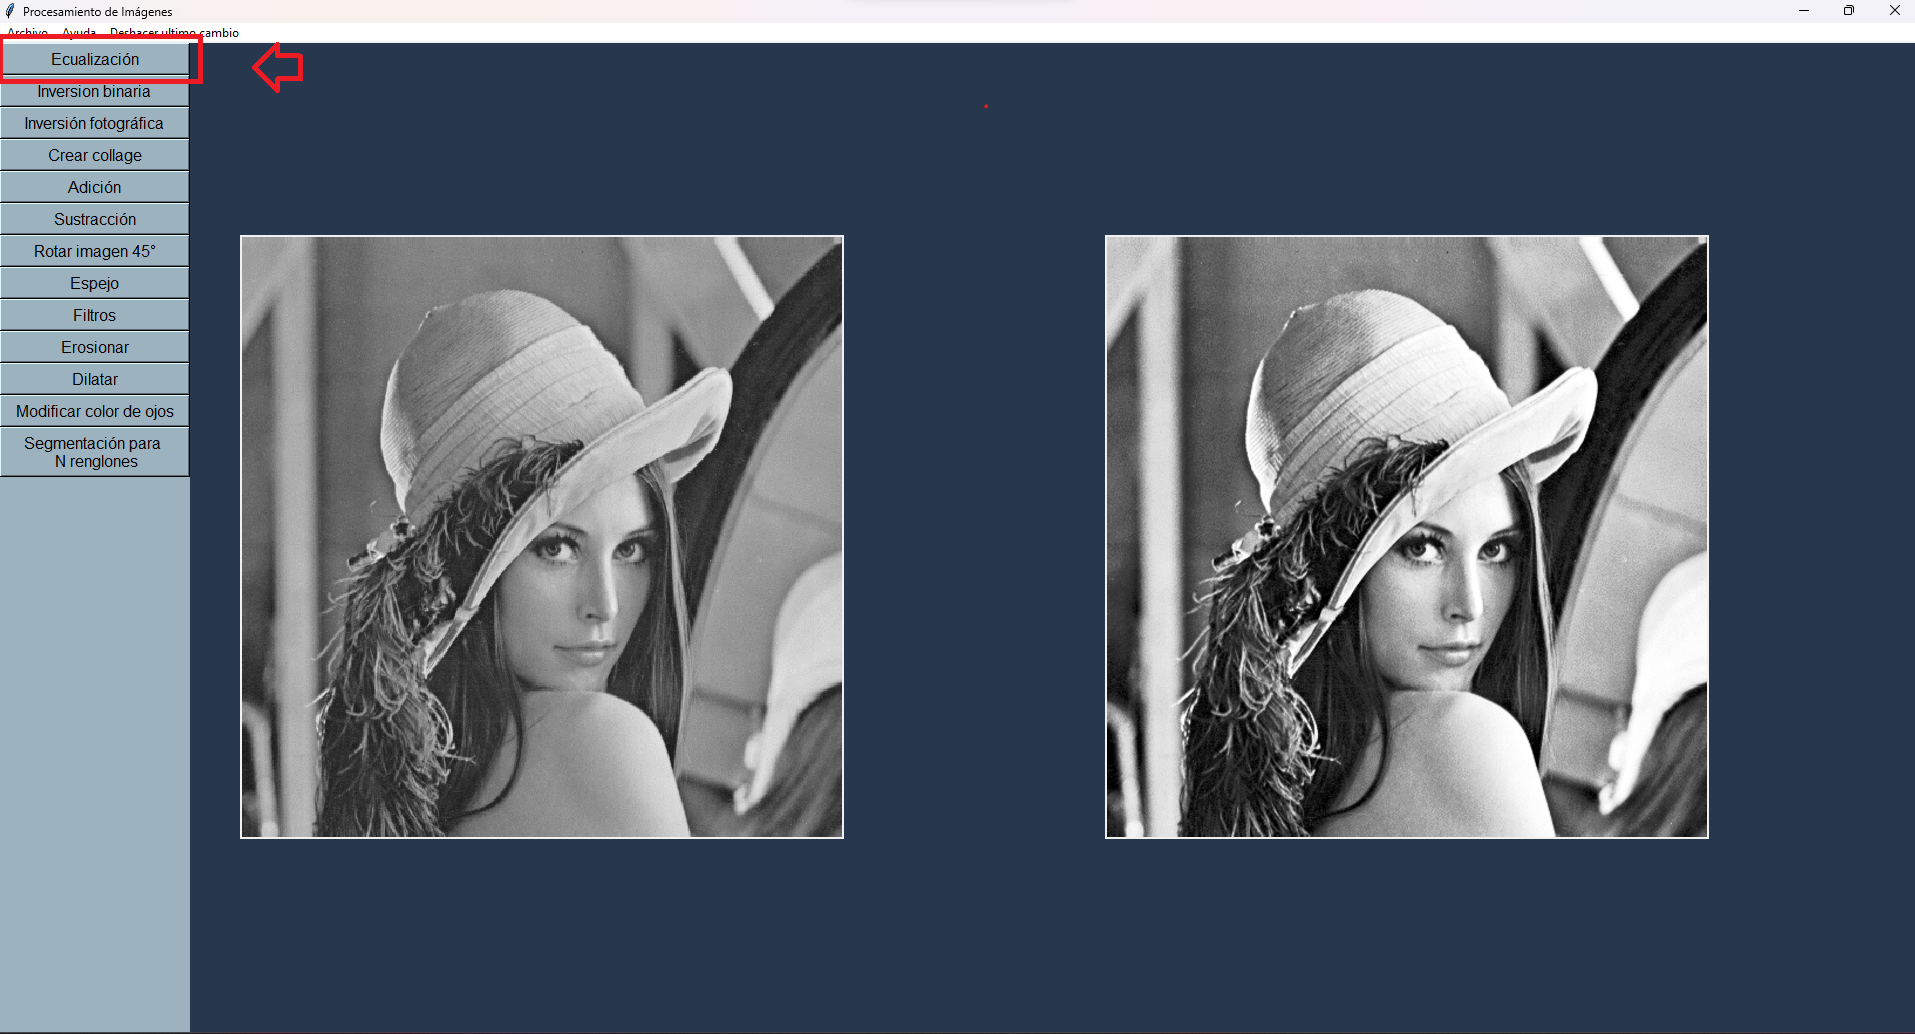 Procesamiento de Imágenes
Archivo Ayuda Deshacer ultimo cambio
Ecualización
Inversion binaria
Inversión fotográfica
Crear collage
Adición
Sustracción
Rotar imagen 45°
Espejo
Filtros
Erosionar
Dilatar
Modificar color de ojos
Segmentación para
N renglones